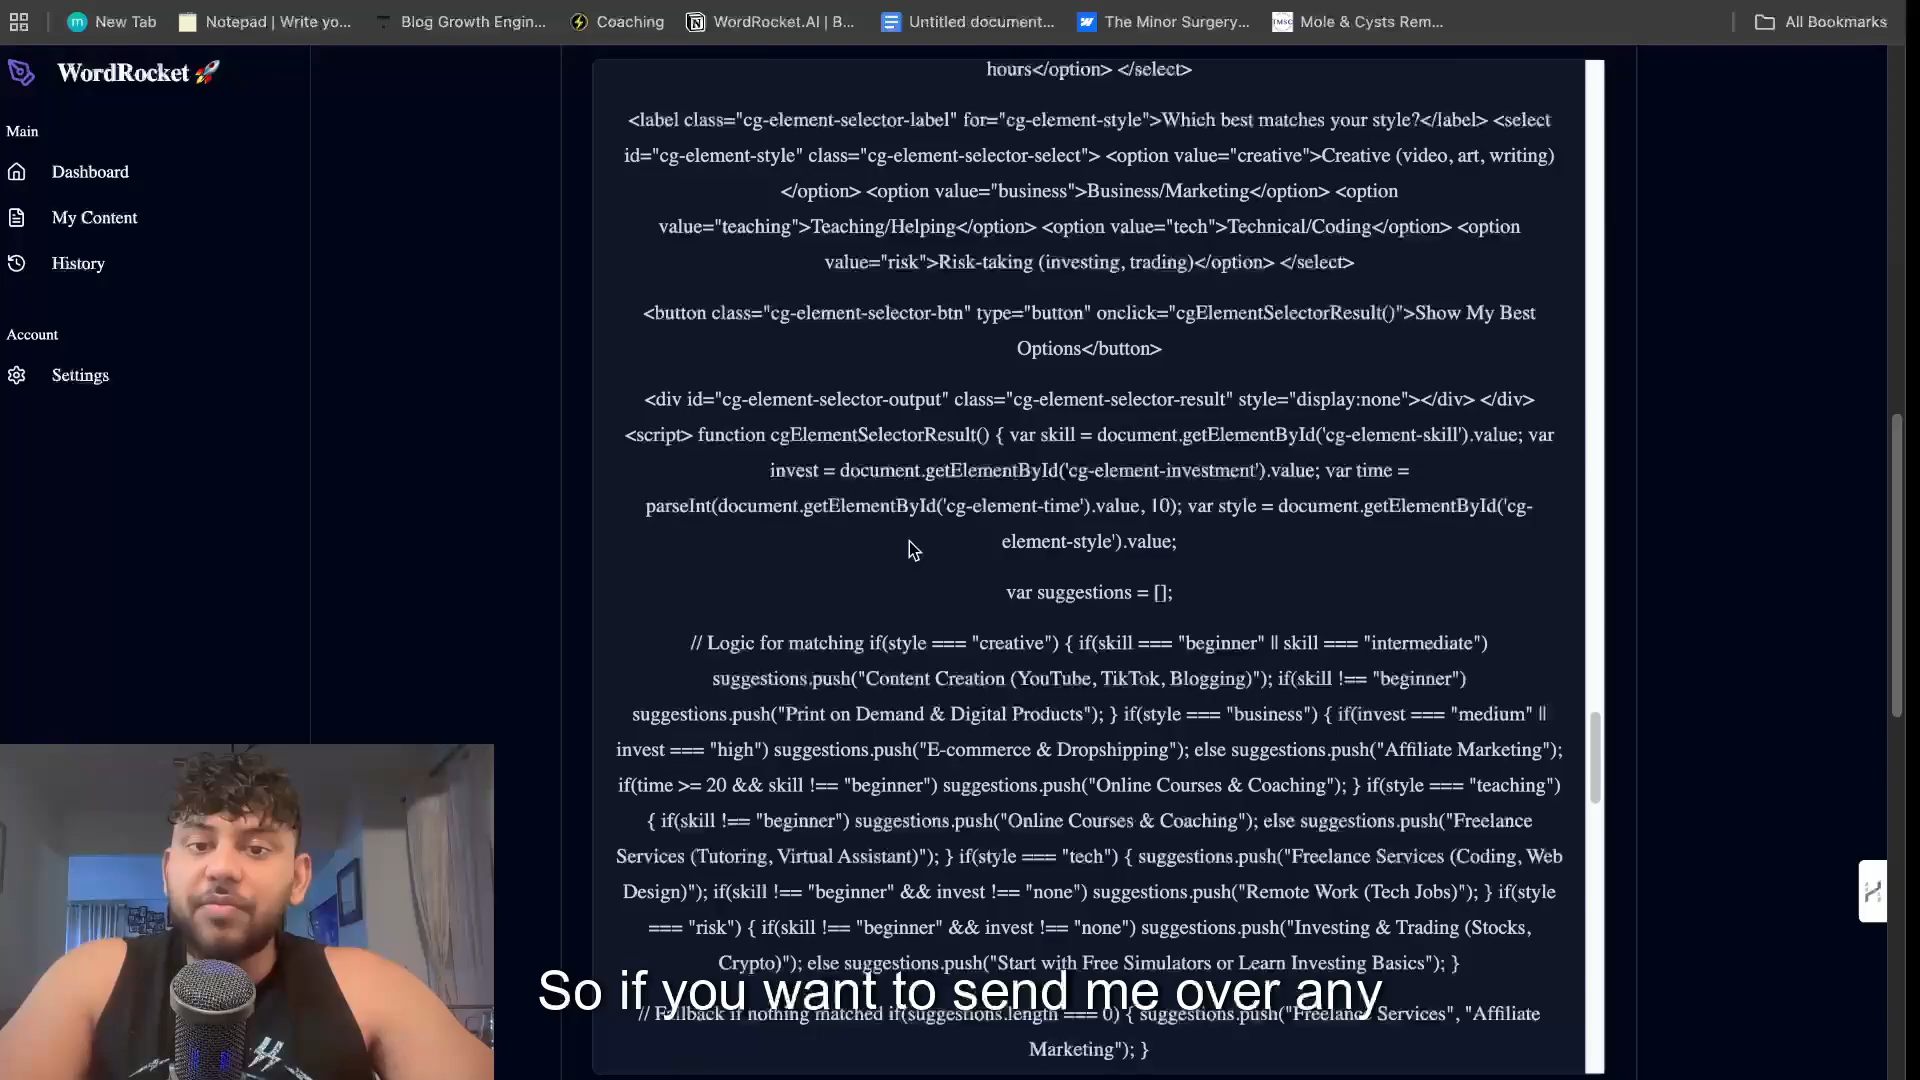 New Tab
Notepad | Write yo...
Blog Growth Engin...
Coaching
WordRocket.AI | B...
Untitled document...
The Minor Surgery...
TMSC
Mole & Cysts Rem...
All Bookmarks
WordRocket 🚀
Main
Dashboard
My Content
History
Account
Settings
hours</option> </select>
<label class="cg-element-selector-label" for="cg-element-style">Which best matches your style?</label> <select
id="cg-element-style" class="cg-element-selector-select"> <option value="creative">Creative (video, art, writing)
</option> <option value="business">Business/Marketing</option> <option
value="teaching">Teaching/Helping</option> <option value="tech">Technical/Coding</option> <option
value="risk">Risk-taking (investing, trading)</option> </select>
<button class="cg-element-selector-btn" type="button" onclick="cgElementSelectorResult()">Show My Best
Options</button>
<div id="cg-element-selector-output" class="cg-element-selector-result" style="display:none"></div> </div>
<script> function cgElementSelectorResult() { var skill = document.getElementById('cg-element-skill').value; var
invest = document.getElementById('cg-element-investment').value; var time =
parseInt(document.getElementById('cg-element-time').value, 10); var style = document.getElementById('cg-
element-style').value;
var suggestions = [];
// Logic for matching if(style === "creative") { if(skill === "beginner" || skill === "intermediate")
suggestions.push("Content Creation (YouTube, TikTok, Blogging)"); if(skill !== "beginner")
suggestions.push("Print on Demand & Digital Products"); } if(style === "business") { if(invest === "medium" ||
invest === "high") suggestions.push("E-commerce & Dropshipping"); else suggestions.push("Affiliate Marketing");
if(time >= 20 && skill !== "beginner") suggestions.push("Online Courses & Coaching"); } if(style === "teaching")
{ if(skill !== "beginner") suggestions.push("Online Courses & Coaching"); else suggestions.push("Freelance
Services (Tutoring, Virtual Assistant)"); } if(style === "tech") { suggestions.push("Freelance Services (Coding, Web
Design)"); if(skill !== "beginner" && invest !== "none") suggestions.push("Remote Work (Tech Jobs)"); } if(style
=== "risk") { if(skill !== "beginner" && invest !== "none") suggestions.push("Investing & Trading (Stocks,
Crypto)"); else suggestions.push("Start with Free Simulators or Learn Investing Basics"); }
So if you want to send me over any
// Fallback if nothing matched if(suggestions.length === 0) { suggestions.push("Freelance Services", "Affiliate
Marketing"); }